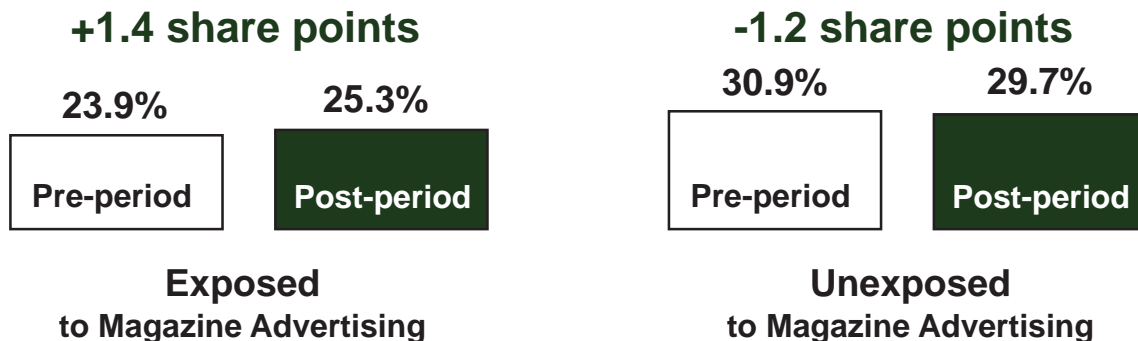 +1.4 share points
23.9%
25.3%
Pre-period
Post-period
Exposed
to Magazine Advertising
-1.2 share points
30.9%
29.7%
Pre-period
Post-period
Unexposed
to Magazine Advertising